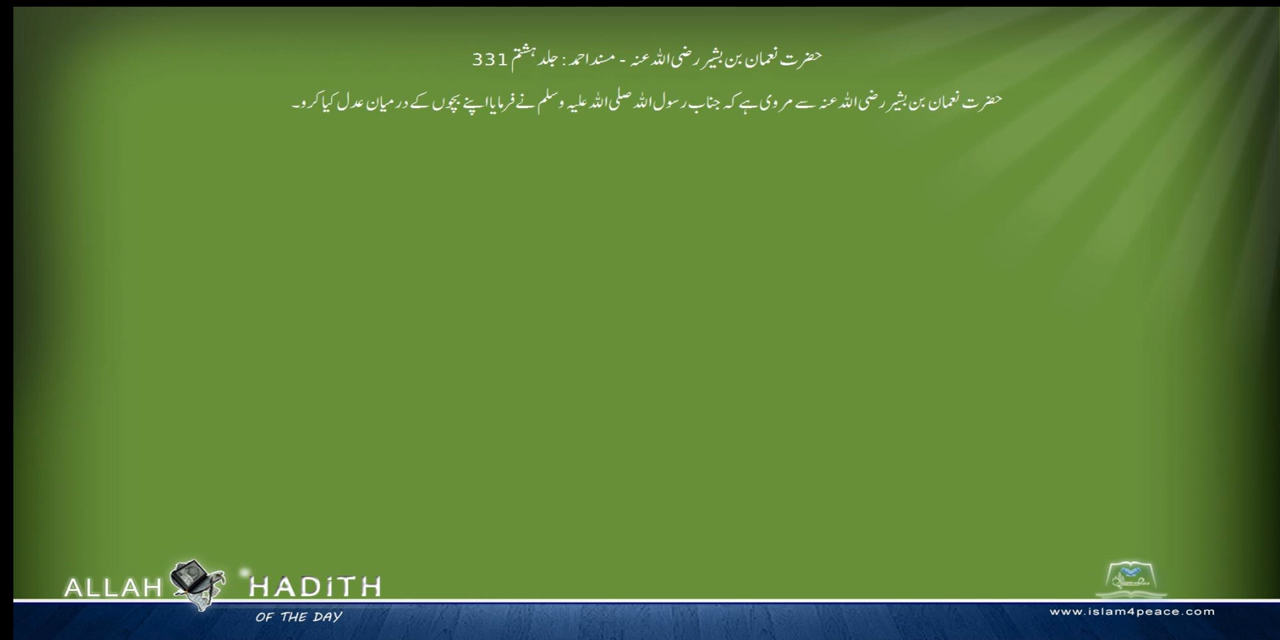 حضرت نعمان بن بشیر رضی اللہ عنہ - مسند احمد : جلد ہشتم 331
حضرت نعمان بن بشیر رضی اللہ عنہ سے مروی ہے کہ جناب رسول اللہ صلی اللہ علیہ وسلم نے فرمایا اپنے بچوں کے درمیان عدل کیا کرو۔
ALLAH HADITH
OF THE DAY
www.islam4peace.com